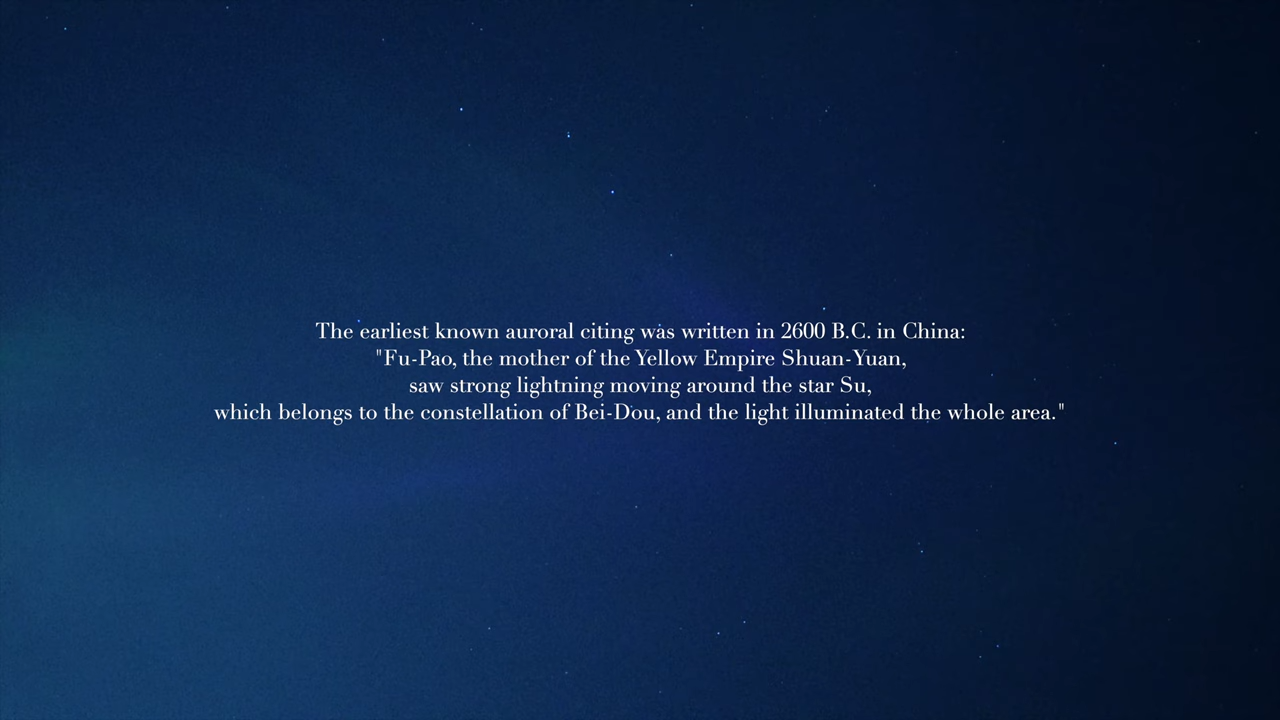 The earliest known auroral citing was written in 2600 B.C. in China:
"Fu-Pao, the mother of the Yellow Empire Shuan-Yuan,
saw strong lightning moving around the star Su,
which belongs to the constellation of Bei-Dou, and the light illuminated the whole area."